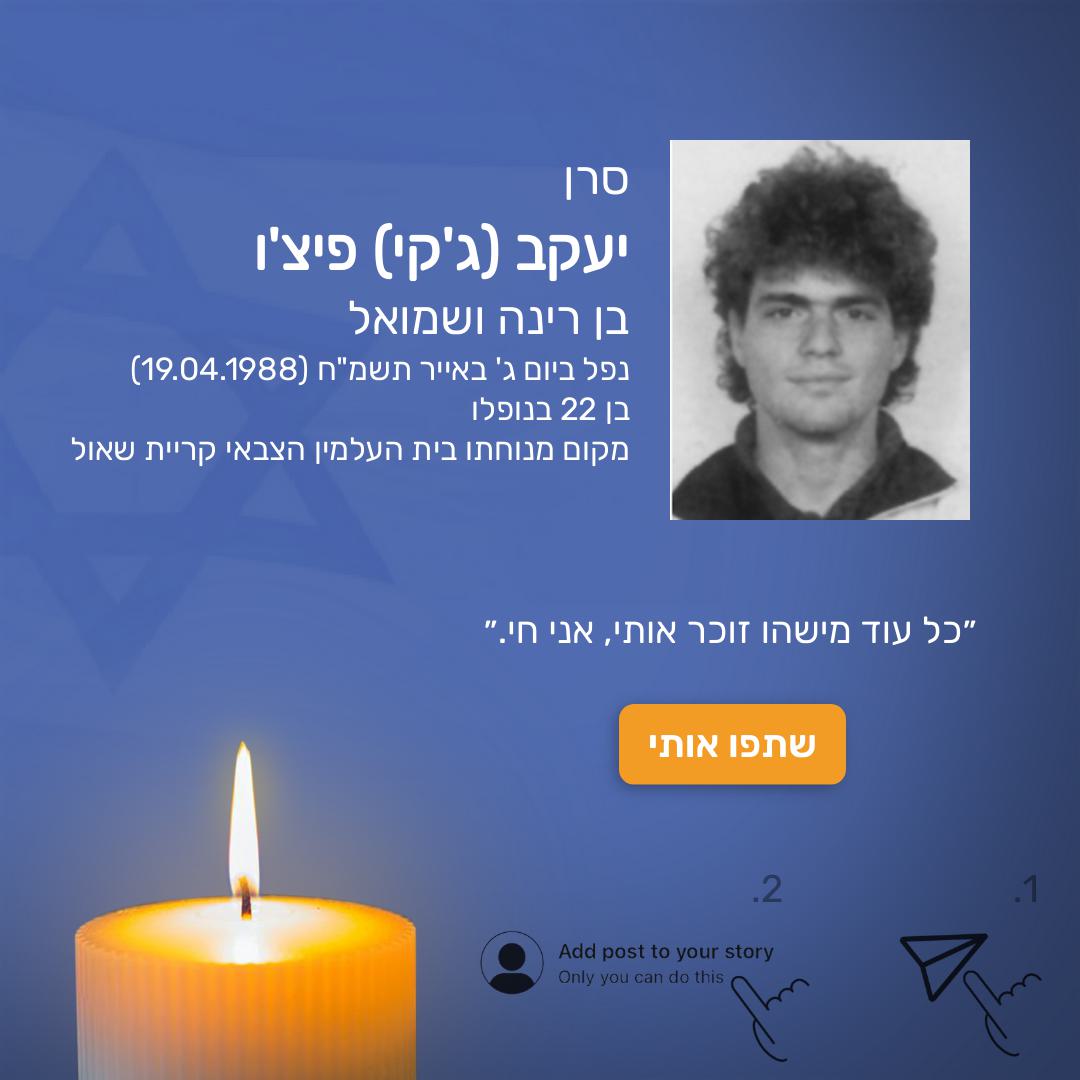 סרן
יעקב (ג'קי) פיצ'ו
בן רינה ושמואל
נפל ביום ג' באייר תשמ"ח (19.04.1988)
בן 22 בנופלו
מקום מנוחתו בית העלמין הצבאי קריית שאול
״כל עוד מישהו זוכר אותי, אני חי.״
שתפו אותי
1.
2.
Add post to your story
Only you can do this